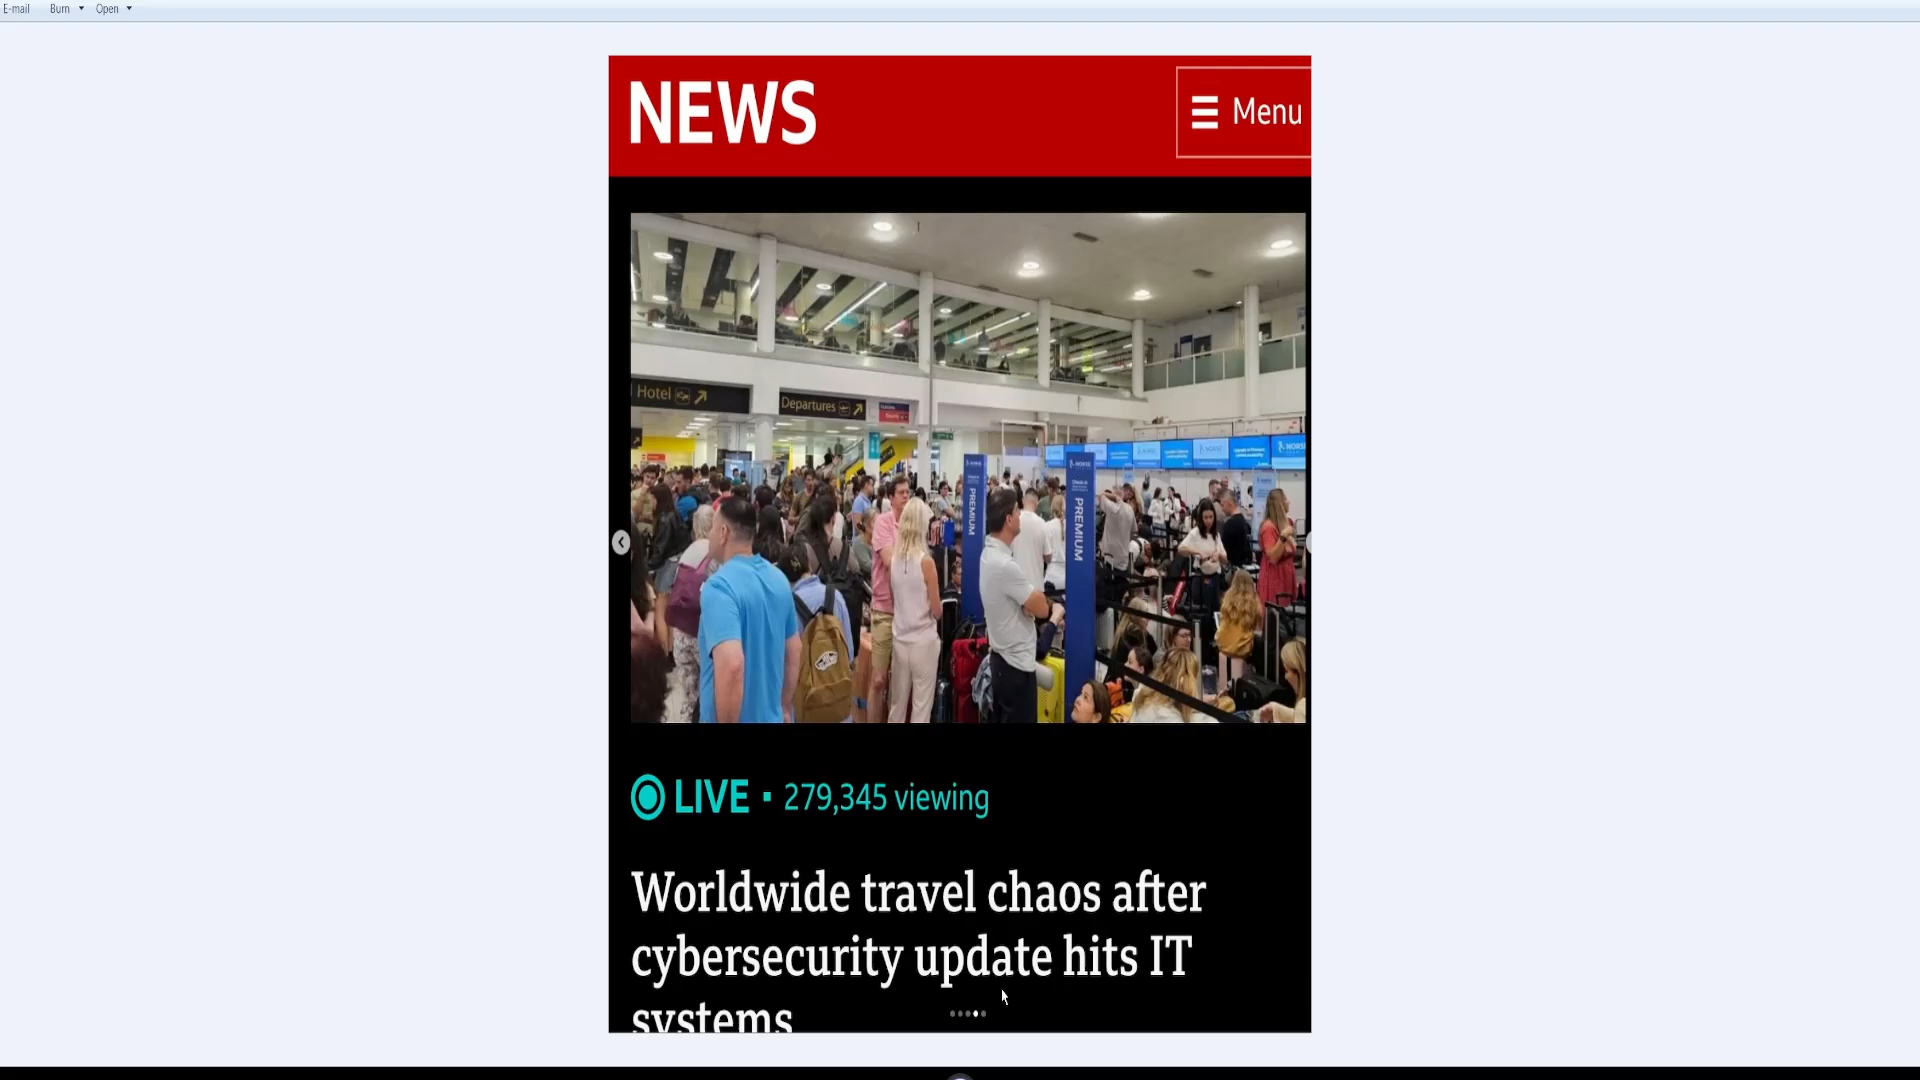 E-mail Burn Open
NEWS
Menu
Hotel
Departures
PREMIUM
PREMIUM
LIVE · 279,345 viewing
Worldwide travel chaos after
cybersecurity update hits IT
systems